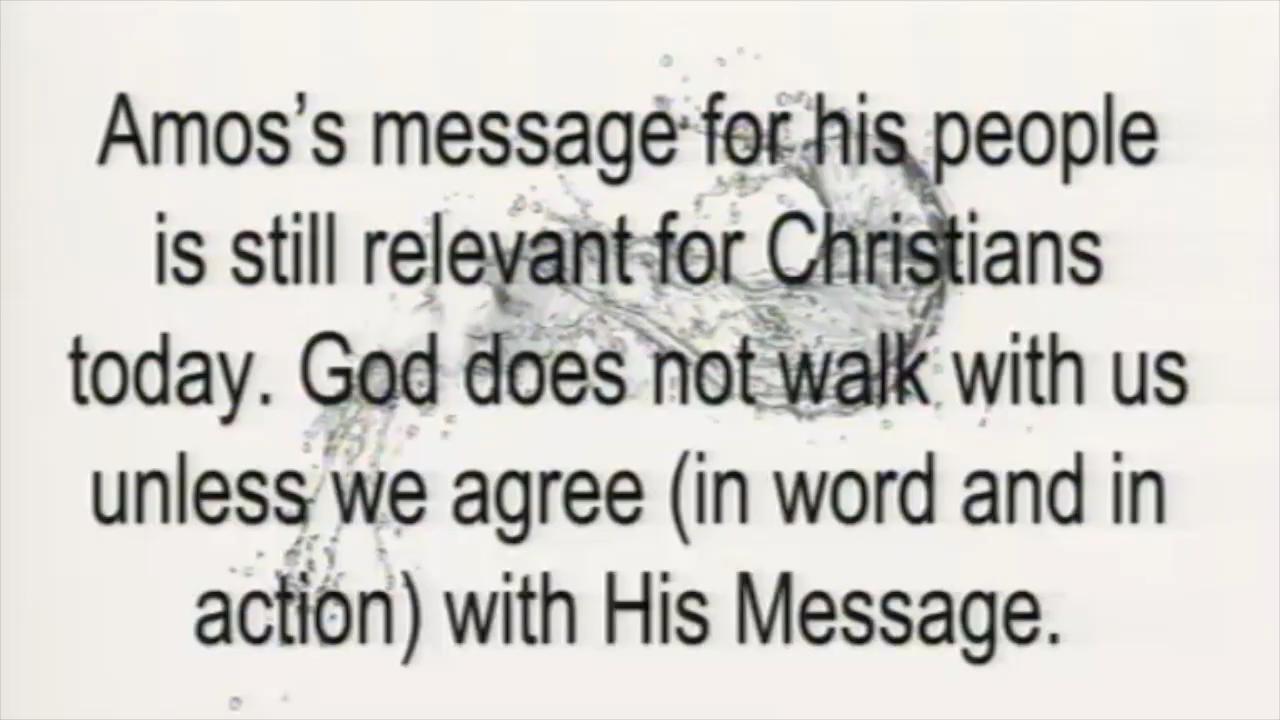 Amos’s message for his people
is still relevant for Christians
today. God does not walk with us
unless we agree (in word and in
action) with His Message.